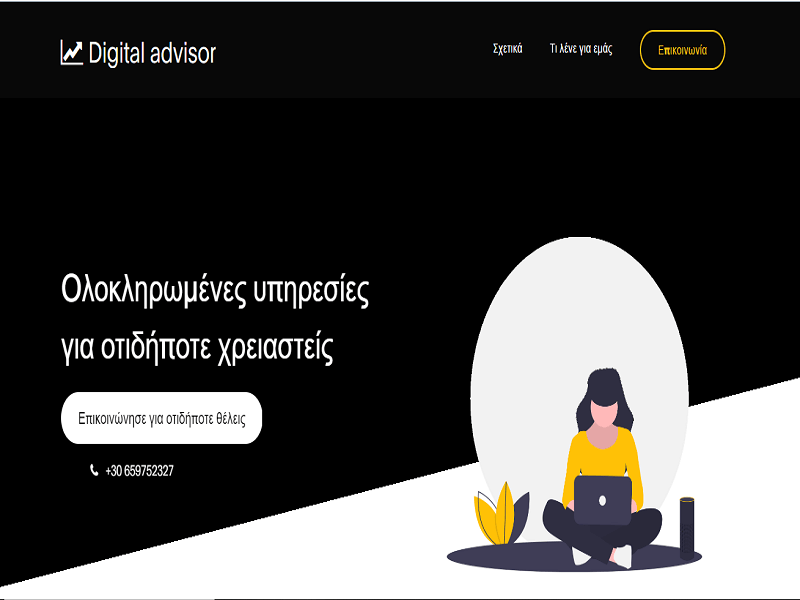 Digital advisor
Σχετικά
Τι λένε για εμάς
Επικοινωνία
Ολοκληρωμένες υπηρεσίες
για οτιδήποτε χρειαστείς
Επικοινώνησε για οτιδήποτε θέλεις
+30 659752327